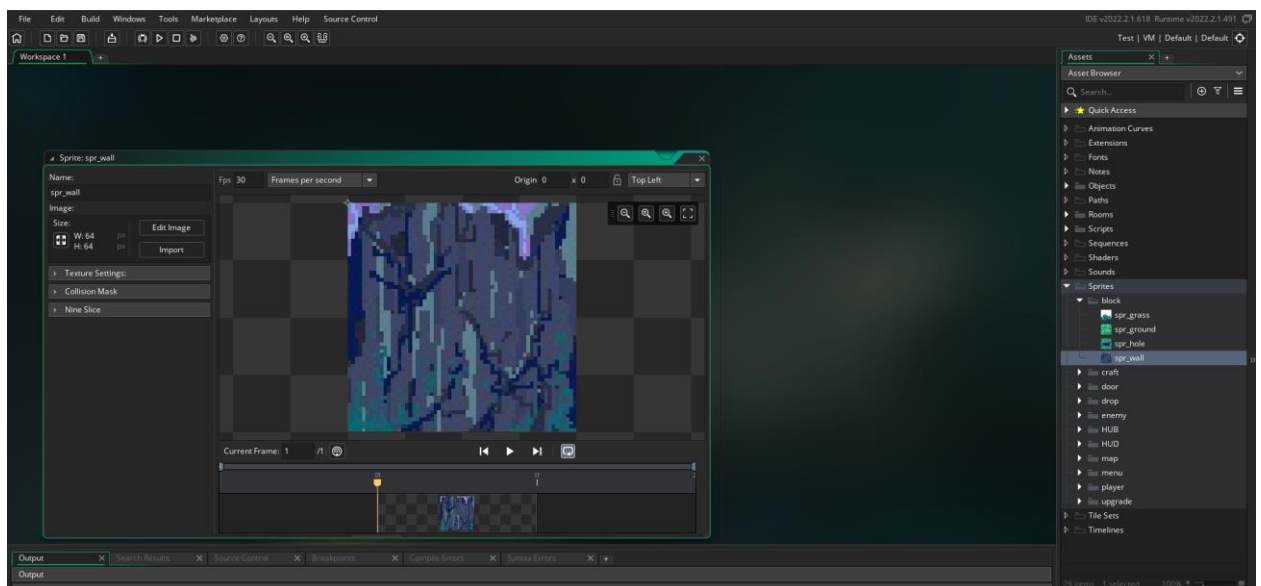 File Edit Build Windows Tools Marketplace Layouts Help Source Control IDE v2022.2.1.618 Runtime v2022.2.1.491
Test | VM | Default | Default
Workspace 1 +
Assets
Asset Browser
Search...
Quick Access
Animation Curves
Extensions
Fonts
Notes
Objects
Paths
Rooms
Scripts
Sequences
Shaders
Sounds
Sprites
block
spr_grass
spr_ground
spr_hole
spr_wall
craft
door
drop
enemy
HUB
HUD
map
menu
player
upgrade
Tile Sets
Timelines
Sprite: spr_wall
Name:
spr_wall
Image:
Size:
W: 64 px
H: 64 px
Edit Image
Import
Texture Settings:
Collision Mask
Nine Slice
Fps 30 Frames per second Origin 0 x 0 Top Left
Current Frame: 1 /1
Output Search Results Source Control Breakpoints Compile Errors Syntax Errors +
Output
1 selected 100%